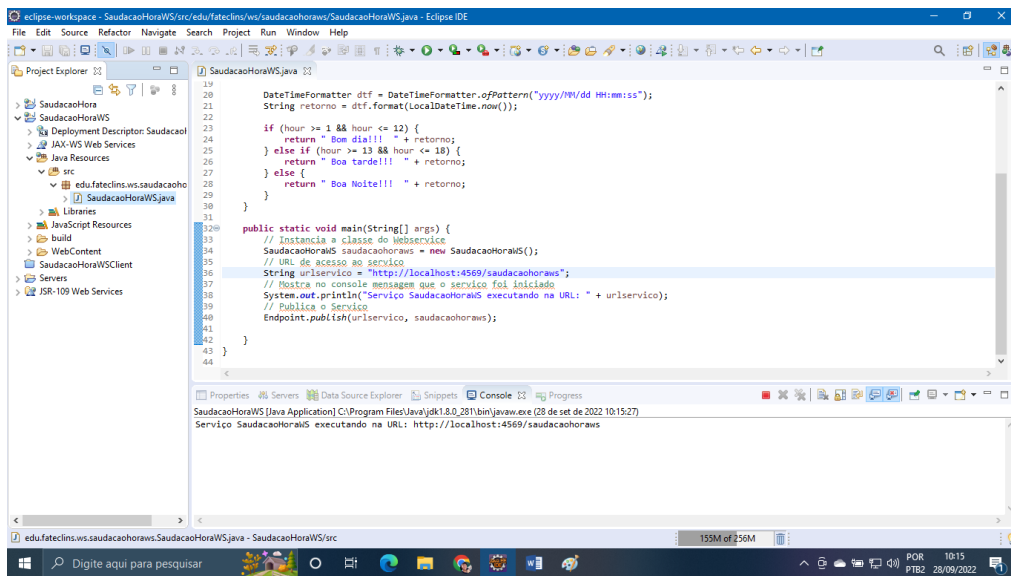 eclipse-workspace - SaudacaoHoraWS/src/edu/fateclins/ws/saudacaohoraws/SaudacaoHoraWS.java - Eclipse IDE
File Edit Source Refactor Navigate Search Project Run Window Help
Project Explorer
SaudacaoHora
SaudacaoHoraWS
Deployment Descriptor: Saudacaol
JAX-WS Web Services
Java Resources
src
edu.fateclins.ws.saudacaoho
SaudacaoHoraWS.java
Libraries
JavaScript Resources
build
WebContent
SaudacaoHoraWSClient
Servers
JSR-109 Web Services
SaudacaoHoraWS.java
19
20 DateTimeFormatter dtf = DateTimeFormatter.ofPattern("yyyy/MM/dd HH:mm:ss");
21 String retorno = dtf.format(LocalDateTime.now());
22
23 if (hour >= 1 && hour <= 12) {
24 return " Bom dia!!! " + retorno;
25 } else if (hour >= 13 && hour <= 18) {
26 return " Boa tarde!!! " + retorno;
27 } else {
28 return " Boa Noite!!! " + retorno;
29 }
30 }
31
32 public static void main(String[] args) {
33 // Instancia a classe do Webservice
34 SaudacaoHoraWS saudacaohoraws = new SaudacaoHoraWS();
35 // URL de acesso ao serviço
36 String urlservico = "http://localhost:4569/saudacaohoraws";
37 // Mostra no console mensagem que o serviço foi iniciado
38 System.out.println("Serviço SaudacaoHoraWS executando na URL: " + urlservico);
39 // Publica o Servico
40 Endpoint.publish(urlservico, saudacaohoraws);
41
42 }
43 }
44
Properties Servers Data Source Explorer Snippets Console Progress
SaudacaoHoraWS [Java Application] C:\Program Files\Java\jdk1.8.0_281\bin\javaw.exe (28 de set de 2022 10:15:27)
Serviço SaudacaoHoraWS executando na URL: http://localhost:4569/saudacaohoraws
edu.fateclins.ws.saudacaohoraws.SaudacaoHoraWS.java - SaudacaoHoraWS/src
155M of 256M
Digite aqui para pesquisar
POR 10:15
PTB2 28/09/2022